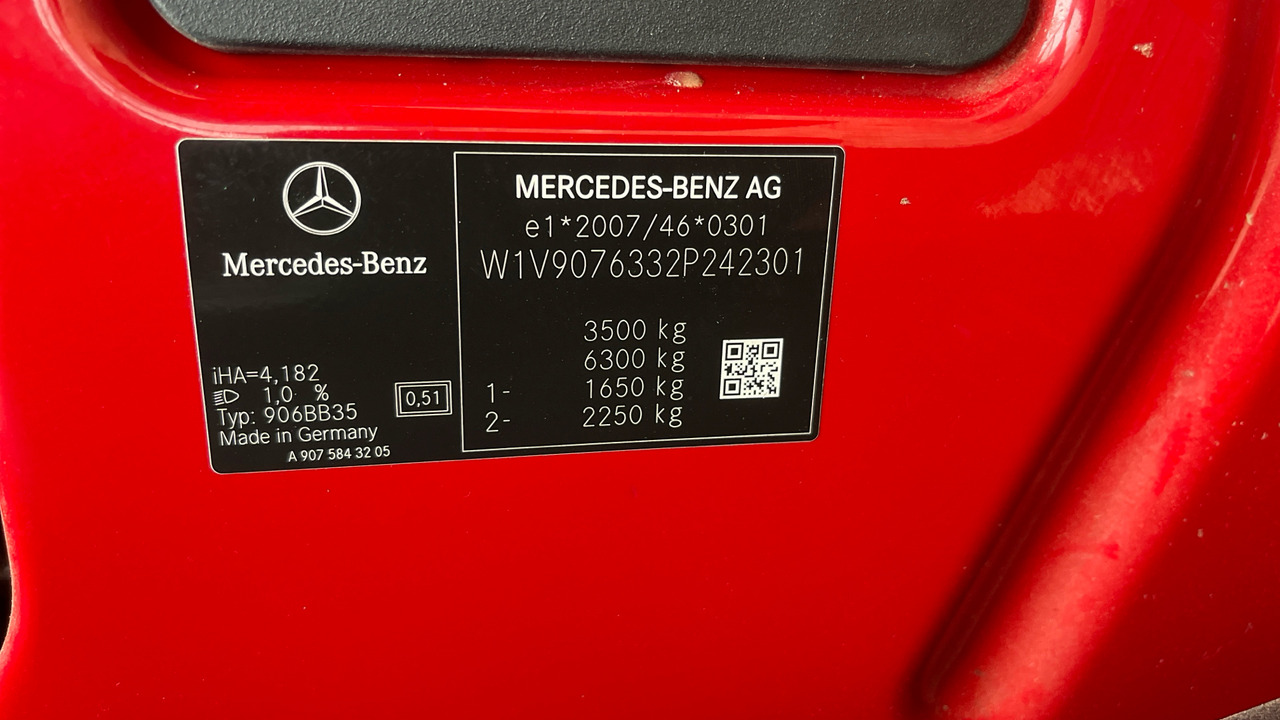 Mercedes-Benz
iHA=4,182
1,0 %
Typ: 906BB35
Made in Germany
A 907 584 32 05
0,51
MERCEDES-BENZ AG
e1*2007/46*0301
W1V9076332P242301
3500 kg
6300 kg
1- 1650 kg
2- 2250 kg